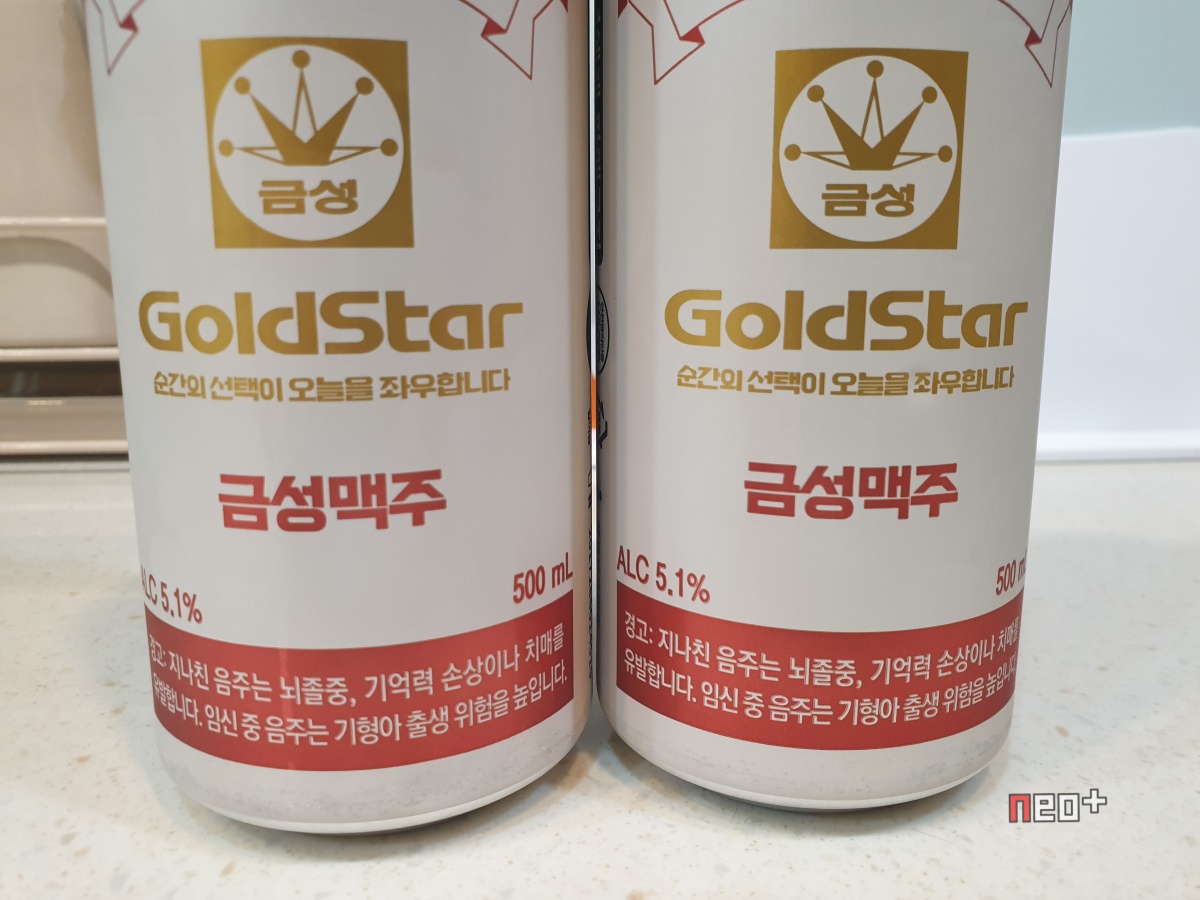 금성
GoldStar
순간의 선택이 오늘을 좌우합니다
금성맥주
ALC 5.1%
500 mL
경고: 지나친 음주는 뇌졸중, 기억력 손상이나 치매를
유발합니다. 임신 중 음주는 기형아 출생 위험을 높입니다.
금성
GoldStar
순간의 선택이 오늘을 좌우합니다
금성맥주
ALC 5.1%
500 mL
경고: 지나친 음주는 뇌졸중, 기억력 손상이나 치매를
유발합니다. 임신 중 음주는 기형아 출생 위험을 높입니다.
neo+